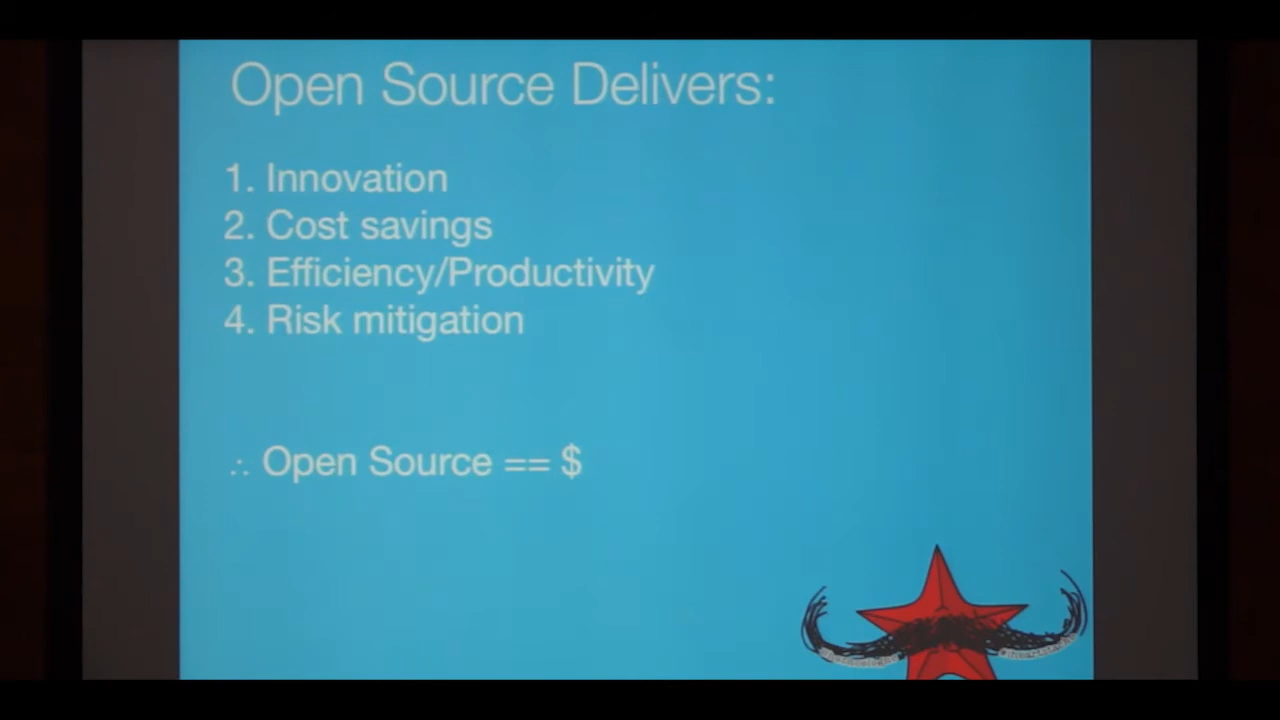 Open Source Delivers:
1. Innovation
2. Cost savings
3. Efficiency/Productivity
4. Risk mitigation
∴ Open Source == $